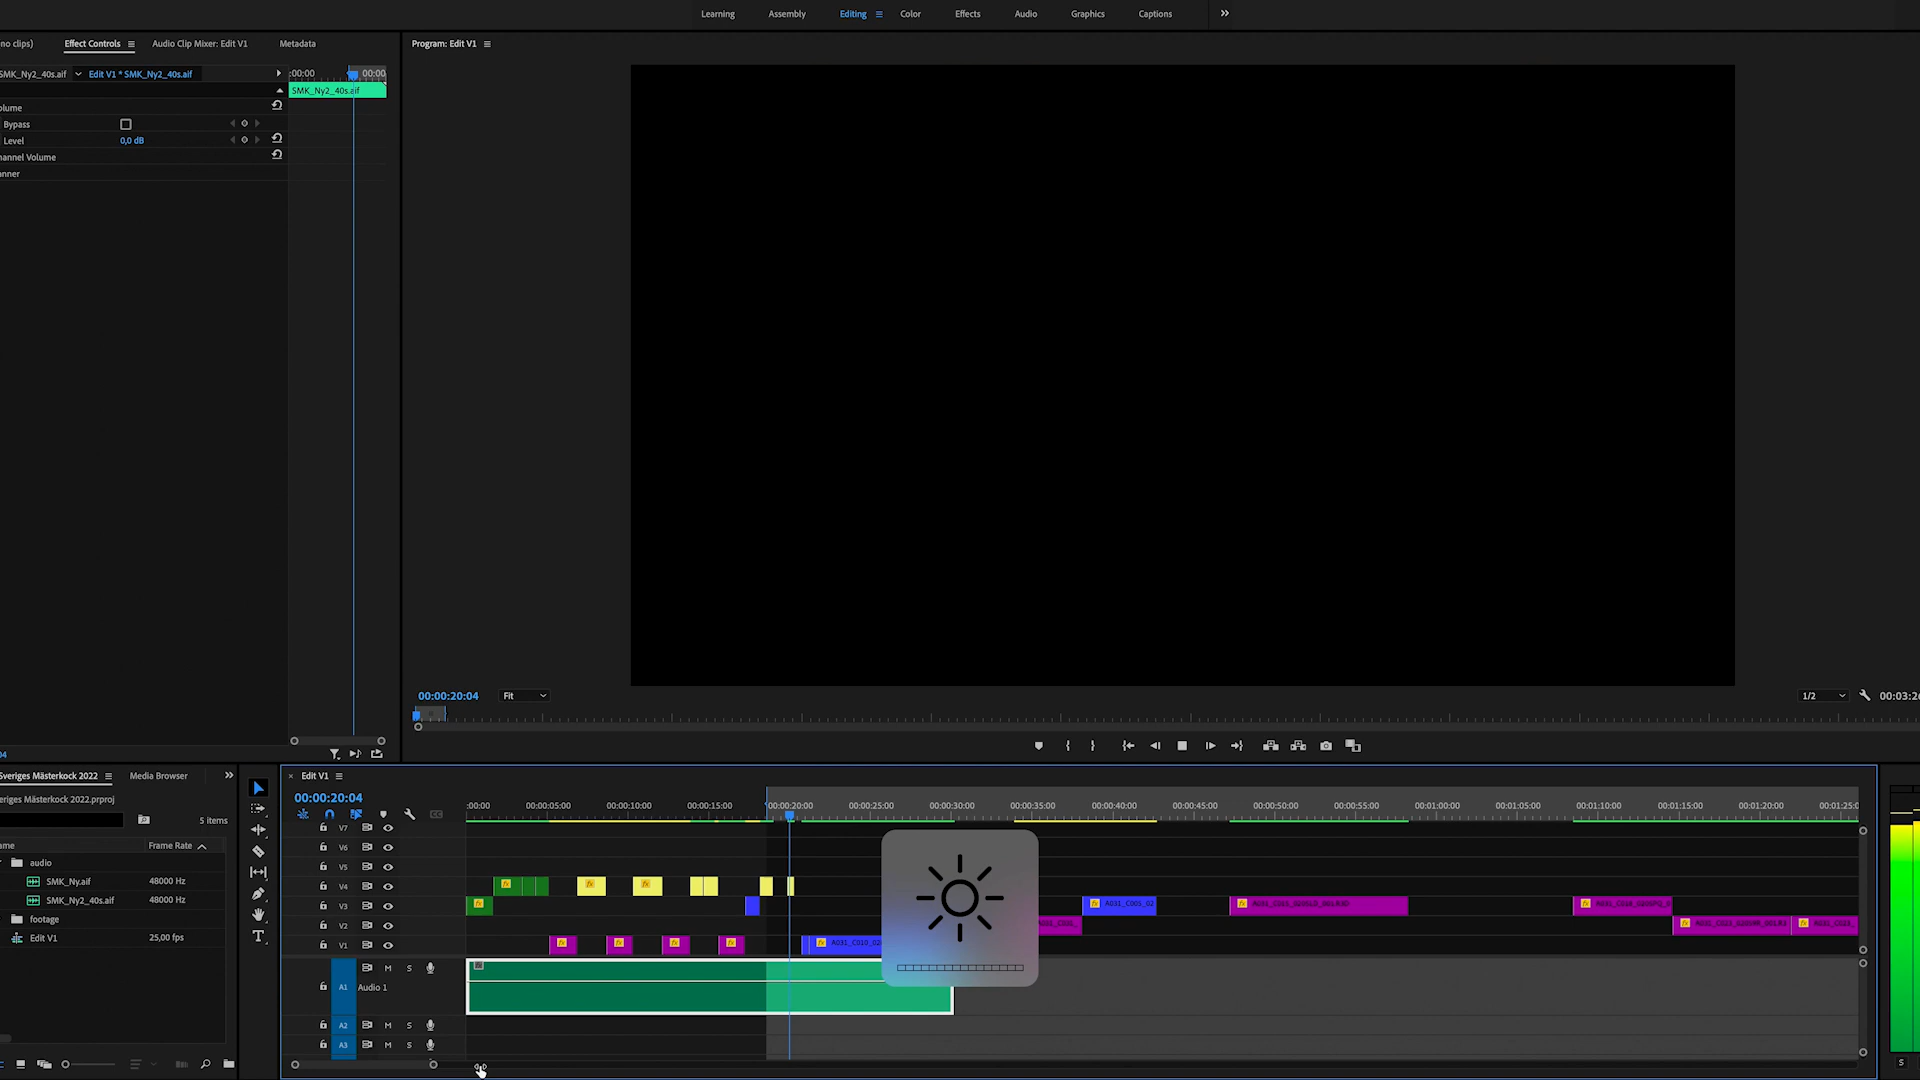 Learning Assembly Editing Color Effects Audio Graphics Captions
no clips) Effect Controls Audio Clip Mixer: Edit V1 Metadata
Program: Edit V1
SMK_Ny2_40s.aif Edit V1 * SMK_Ny2_40s.aif
:00:00 00:00
SMK_Ny2_40s.aif
olume
Bypass
Level 0,0 dB
hannel Volume
anner
00:00:20:04 Fit 1/2 00:03:2
04
Sveriges Mästerkock 2022 Media Browser
eriges Mästerkock 2022.prproj
5 items
ame Frame Rate
audio
SMK_Ny.aif 48000 Hz
SMK_Ny2_40s.aif 48000 Hz
footage
Edit V1 25,00 fps
Edit V1
00:00:20:04
:00:00 00:00:05:00 00:00:10:00 00:00:15:00 00:00:20:00 00:00:25:00 00:00:30:00 00:00:35:00 00:00:40:00 00:00:45:00 00:00:50:00 00:00:55:00 00:01:00:00 00:01:05:00 00:01:10:00 00:01:15:00 00:01:20:00 00:01:25:0
V7
V6
V5
V4
V3 A031_C005_02
V2
V1 A031_C010_02
A1 M S
Audio 1
A2 M S
A3 M S
S